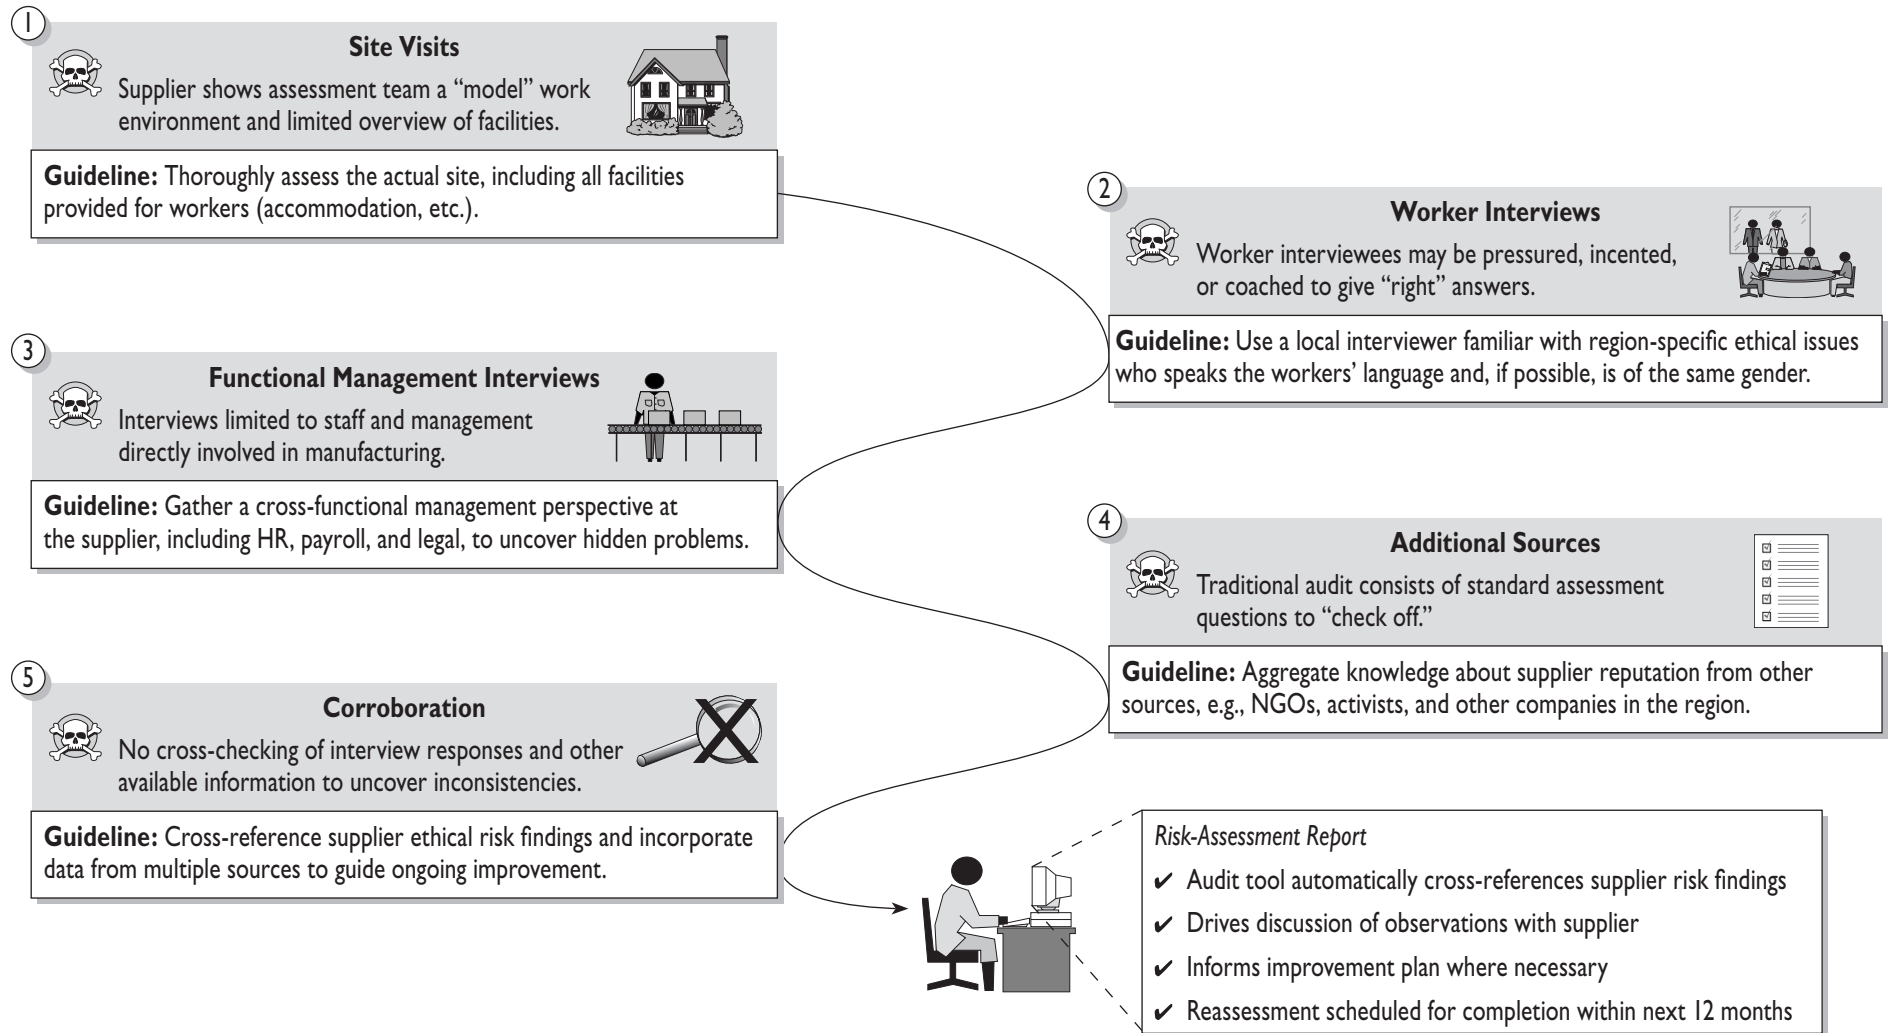 1
Site Visits
Supplier shows assessment team a “model” work
environment and limited overview of facilities.
Guideline: Thoroughly assess the actual site, including all facilities
provided for workers (accommodation, etc.).
2
Worker Interviews
Worker interviewees may be pressured, incented,
or coached to give “right” answers.
Guideline: Use a local interviewer familiar with region-specific ethical issues
who speaks the workers’ language and, if possible, is of the same gender.
3
Functional Management Interviews
Interviews limited to staff and management
directly involved in manufacturing.
Guideline: Gather a cross-functional management perspective at
the supplier, including HR, payroll, and legal, to uncover hidden problems.
4
Additional Sources
Traditional audit consists of standard assessment
questions to “check off.”
Guideline: Aggregate knowledge about supplier reputation from other
sources, e.g., NGOs, activists, and other companies in the region.
5
Corroboration
No cross-checking of interview responses and other
available information to uncover inconsistencies.
Guideline: Cross-reference supplier ethical risk findings and incorporate
data from multiple sources to guide ongoing improvement.
Risk-Assessment Report
✔ Audit tool automatically cross-references supplier risk findings
✔ Drives discussion of observations with supplier
✔ Informs improvement plan where necessary
✔ Reassessment scheduled for completion within next 12 months